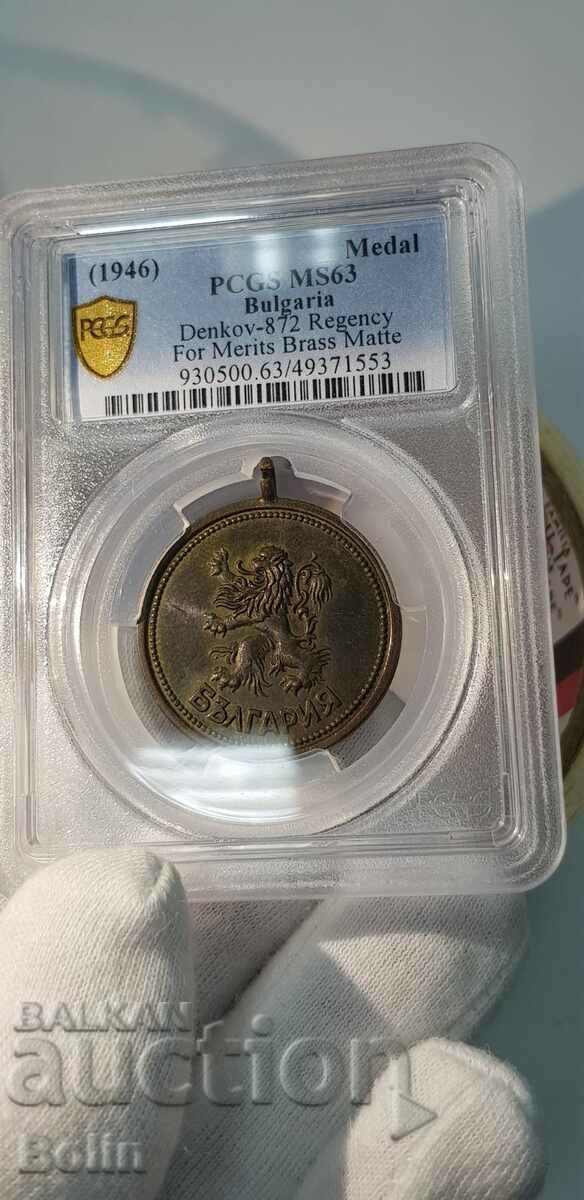 (1946)
Medal
PCGS MS63
Bulgaria
Denkov-872 Regency
For Merits Brass Matte
930500.63/49371553
PCGS
БЪЛГАРИЯ
BALKAN
auction
Bolin